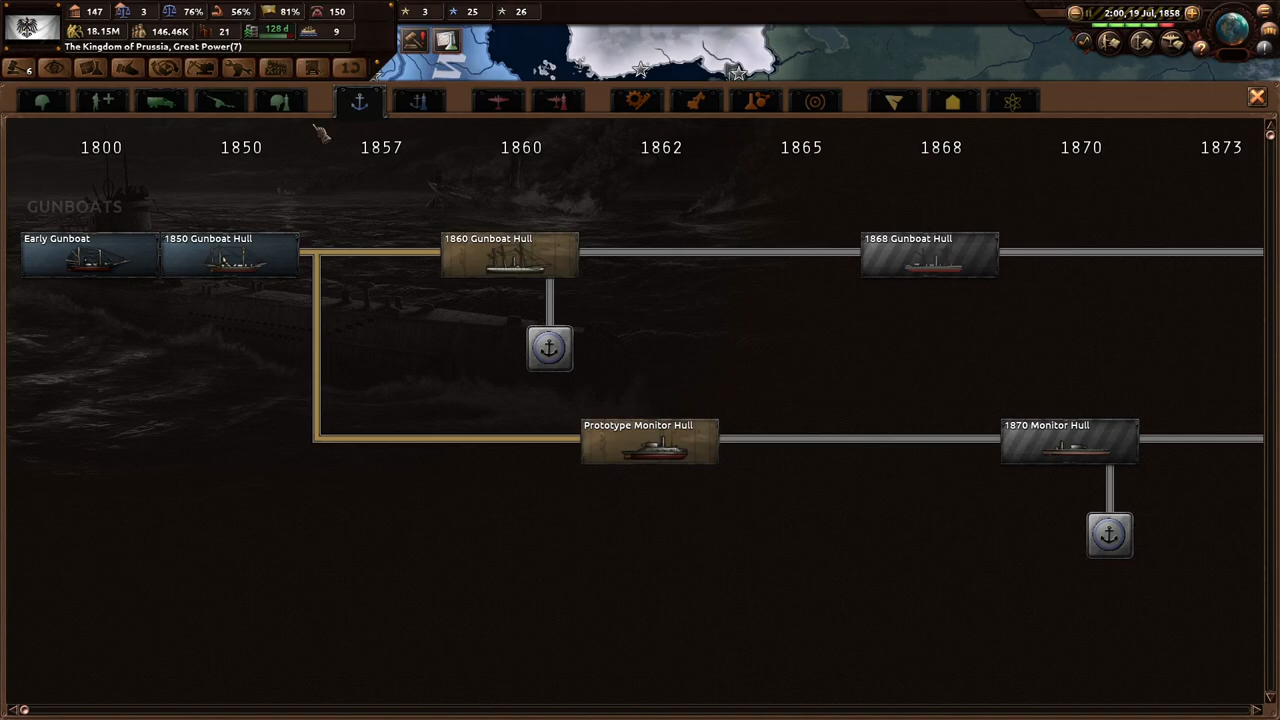 147 3 76% 56% 81% 150 3 25 26 2:00, 19 Jul, 1858
18.15M 146.46K 21 128 d 9
The Kingdom of Prussia, Great Power(7)
6
1800 1850 1857 1860 1862 1865 1868 1870 1873
GUNBOATS
Early Gunboat 1850 Gunboat Hull 1860 Gunboat Hull 1868 Gunboat Hull
Prototype Monitor Hull 1870 Monitor Hull